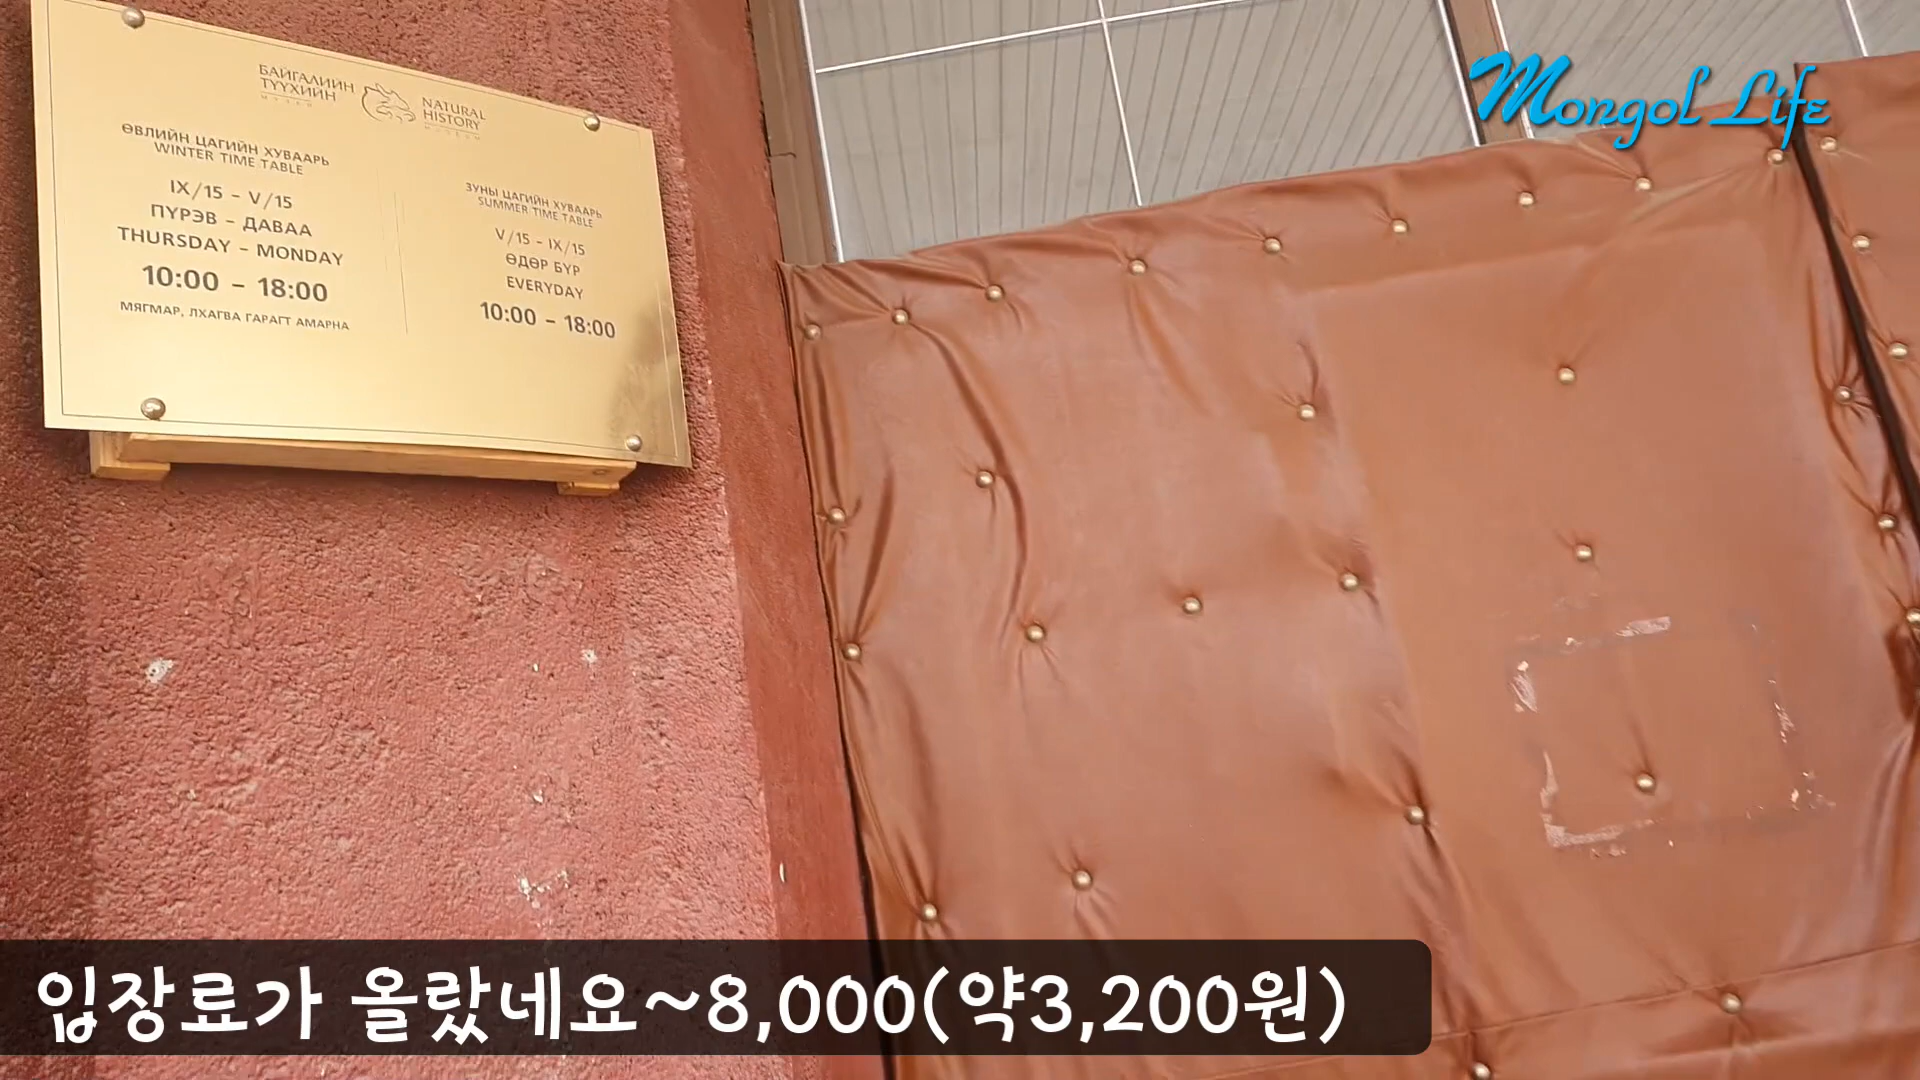 БАЙГАЛИЙН
ТҮҮХИЙН
МУЗЕЙ
NATURAL
HISTORY
MUSEUM
ӨВЛИЙН ЦАГИЙН ХУВААРЬ
WINTER TIME TABLE
IX/15 – V/15
ПҮРЭВ – ДАВАА
THURSDAY – MONDAY
10:00 – 18:00
МЯГМАР, ЛХАГВА ГАРАГТ АМАРНА
ЗУНЫ ЦАГИЙН ХУВААРЬ
SUMMER TIME TABLE
V/15 – IX/15
ӨДӨР БҮР
EVERYDAY
10:00 – 18:00
Mongol Life
입장료가 올랐네요~8,000(약3,200원)